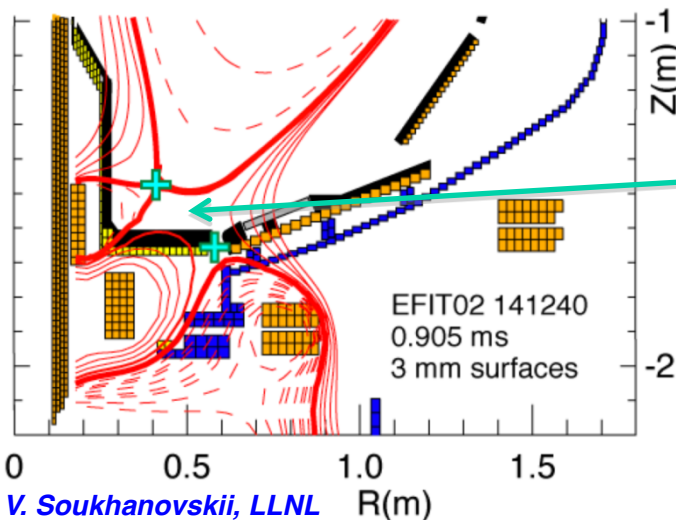 -1
Z(m)
EFIT02 141240
0.905 ms
3 mm surfaces
-2
0 0.5 1.0 1.5
V. Soukhanovskii, LLNL R(m)